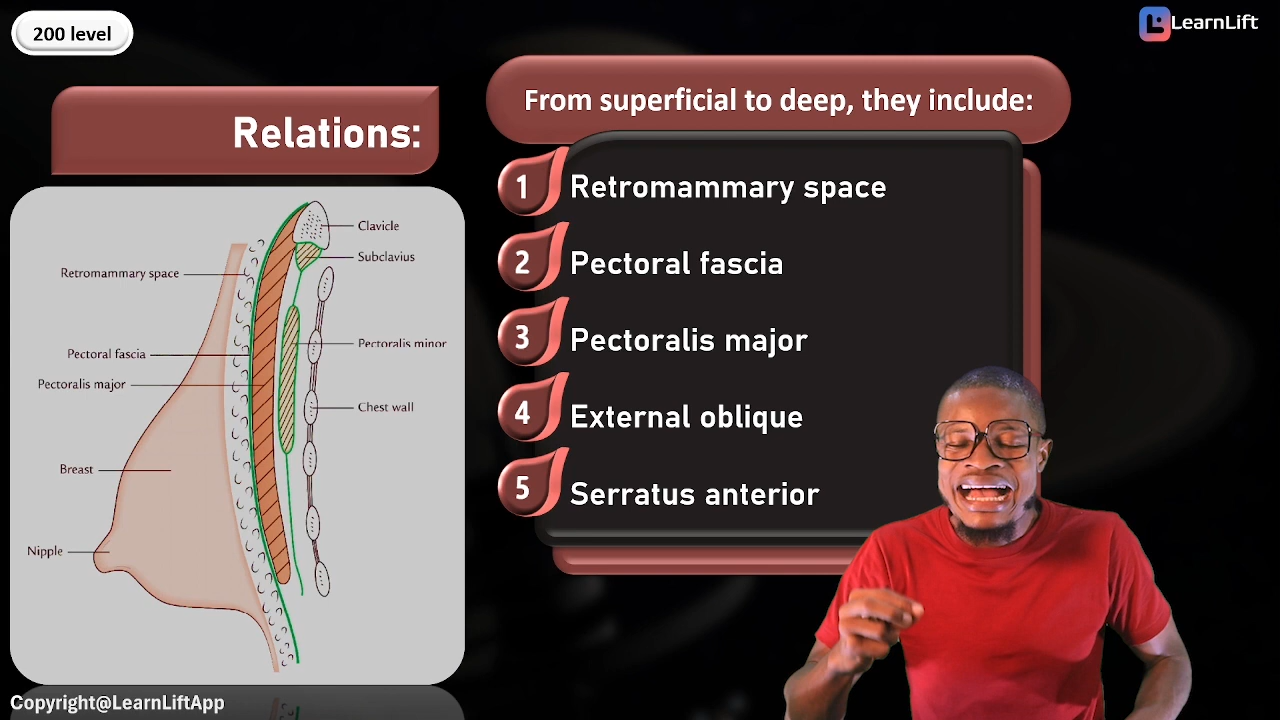 200 level
LearnLift
Relations:
From superficial to deep, they include:
1 Retromammary space
2 Pectoral fascia
3 Pectoralis major
4 External oblique
5 Serratus anterior
Clavicle
Subclavius
Retromammary space
Pectoralis minor
Pectoral fascia
Pectoralis major
Chest wall
Breast
Nipple
Copyright@LearnLiftApp